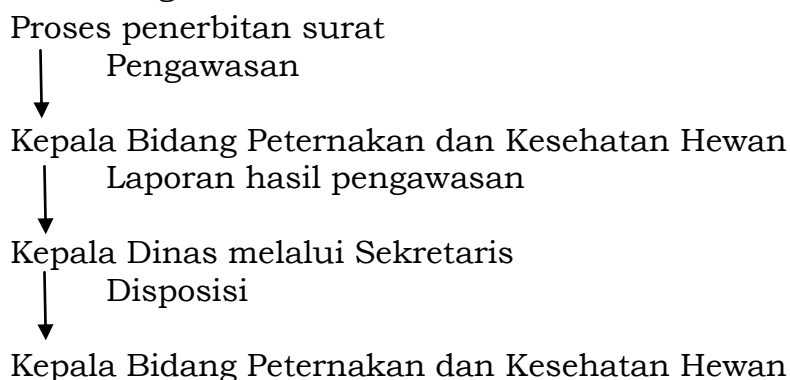 Proses penerbitan surat
Pengawasan
Kepala Bidang Peternakan dan Kesehatan Hewan
Laporan hasil pengawasan
Kepala Dinas melalui Sekretaris
Disposisi
Kepala Bidang Peternakan dan Kesehatan Hewan